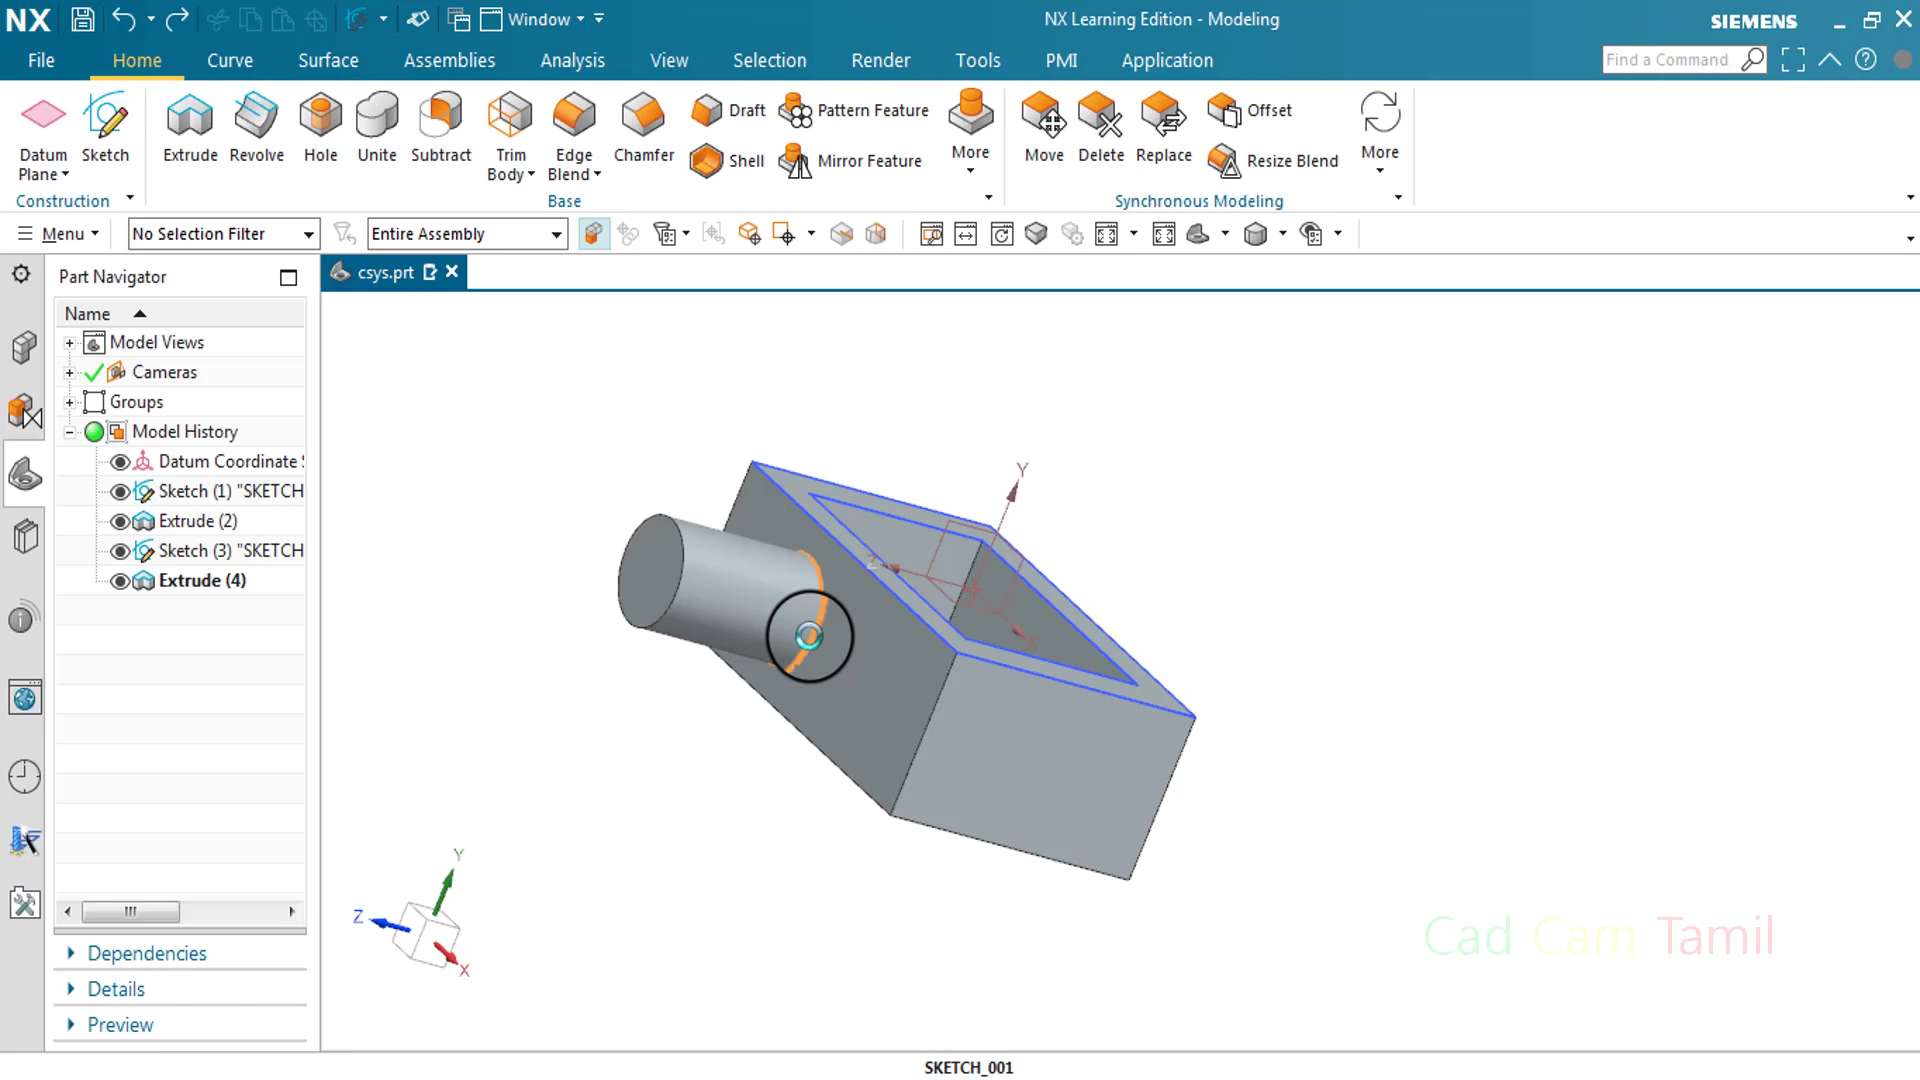 NX Window NX Learning Edition - Modeling SIEMENS
File Home Curve Surface Assemblies Analysis View Selection Render Tools PMI Application Find a Command
Datum Plane Sketch Extrude Revolve Hole Unite Subtract Trim Body Edge Blend Chamfer Draft Shell Pattern Feature Mirror Feature More Move Delete Replace Offset Resize Blend More
Construction Base Synchronous Modeling
Menu No Selection Filter Entire Assembly
Part Navigator csys.prt
Name
Model Views
Cameras
Groups
Model History
Datum Coordinate
Sketch (1) "SKETCH
Extrude (2)
Sketch (3) "SKETCH
Extrude (4)
Y
Z
Y
Z
X
Cad Cam Tamil
Dependencies
Details
Preview
SKETCH_001